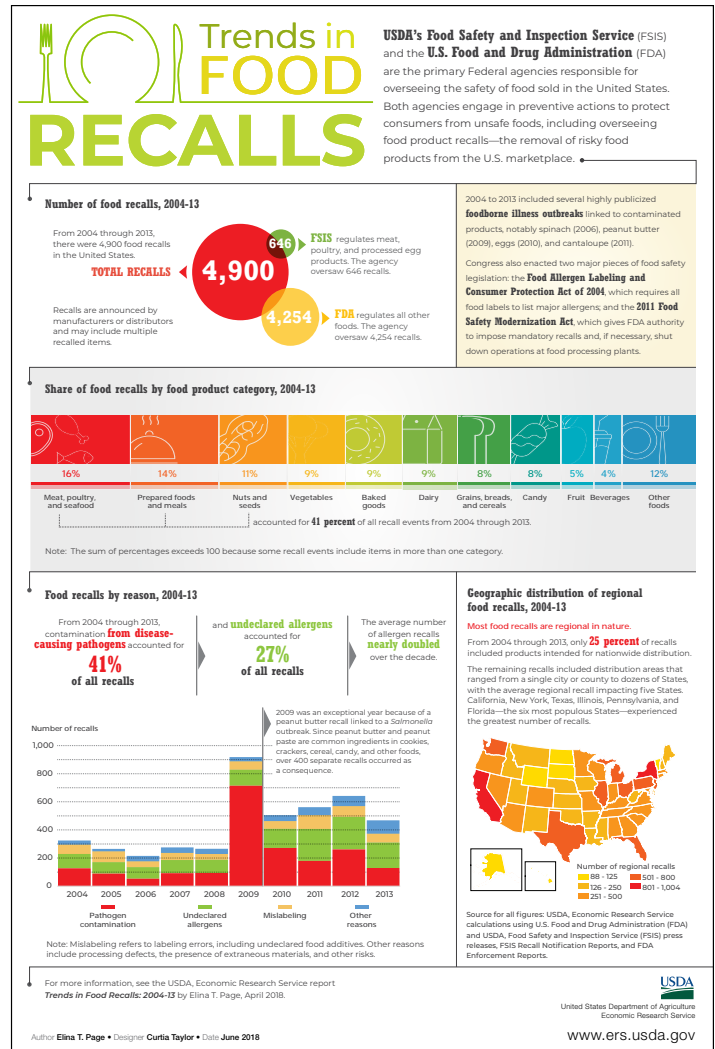 Trends in
FOOD
RECALLS
USDA's Food Safety and Inspection Service (FSIS)
and the U.S. Food and Drug Administration (FDA)
are the primary Federal agencies responsible for
overseeing the safety of food sold in the United States.
Both agencies engage in preventive actions to protect
consumers from unsafe foods, including overseeing
food product recalls—the removal of risky food
products from the U.S. marketplace.
Number of food recalls, 2004-13
From 2004 through 2013,
there were 4,900 food recalls
in the United States.
TOTAL RECALLS
Recalls are announced by
manufacturers or distributors
and may include multiple
recalled items.
4,900
646
4,254
FSIS regulates meat,
poultry, and processed egg
products. The agency
oversaw 646 recalls.
FDA regulates all other
foods. The agency
oversaw 4,254 recalls.
2004 to 2013 included several highly publicized
foodborne illness outbreaks linked to contaminated
products, notably spinach (2006), peanut butter
(2009), eggs (2010), and cantaloupe (2011).
Congress also enacted two major pieces of food safety
legislation: the Food Allergen Labeling and
Consumer Protection Act of 2004, which requires all
food labels to list major allergens; and the 2011 Food
Safety Modernization Act, which gives FDA authority
to impose mandatory recalls and, if necessary, shut
down operations at food processing plants.
Share of food recalls by food product category, 2004-13
16% 14% 11% 9% 9% 9% 8% 8% 5% 4% 12%
Meat, poultry,
and seafood
Prepared foods
and meals
Nuts and
seeds
Vegetables
Baked
goods
Dairy
Grains, breads,
and cereals
Candy
Fruit
Beverages
Other
foods
accounted for 41 percent of all recall events from 2004 through 2013.
Note: The sum of percentages exceeds 100 because some recall events include items in more than one category.
Food recalls by reason, 2004-13
From 2004 through 2013,
contamination from disease-
causing pathogens accounted for
41%
of all recalls
and undeclared allergens
accounted for
27%
of all recalls
The average number
of allergen recalls
nearly doubled
over the decade.
2009 was an exceptional year because of a
peanut butter recall linked to a Salmonella
outbreak. Since peanut butter and peanut
paste are common ingredients in cookies,
crackers, cereal, candy, and other foods,
over 400 separate recalls occurred as
a consequence.
Number of recalls
1,000
800
600
400
200
0
2004 2005 2006 2007 2008 2009 2010 2011 2012 2013
Pathogen
contamination
Undeclared
allergens
Mislabeling
Other
reasons
Note: Mislabeling refers to labeling errors, including undeclared food additives. Other reasons
include processing defects, the presence of extraneous materials, and other risks.
Geographic distribution of regional
food recalls, 2004-13
Most food recalls are regional in nature.
From 2004 through 2013, only 25 percent of recalls
included products intended for nationwide distribution.
The remaining recalls included distribution areas that
ranged from a single city or county to dozens of States,
with the average regional recall impacting five States.
California, New York, Texas, Illinois, Pennsylvania, and
Florida—the six most populous States—experienced
the greatest number of recalls.
Number of regional recalls
88 - 125
126 - 250
251 - 500
501 - 800
801 - 1,004
Source for all figures: USDA, Economic Research Service
calculations using U.S. Food and Drug Administration (FDA)
and USDA, Food Safety and Inspection Service (FSIS) press
releases, FSIS Recall Notification Reports, and FDA
Enforcement Reports.
For more information, see the USDA, Economic Research Service report
Trends in Food Recalls: 2004-13 by Elina T. Page, April 2018.
USDA
United States Department of Agriculture
Economic Research Service
Author Elina T. Page • Designer Curtia Taylor • Date June 2018
www.ers.usda.gov